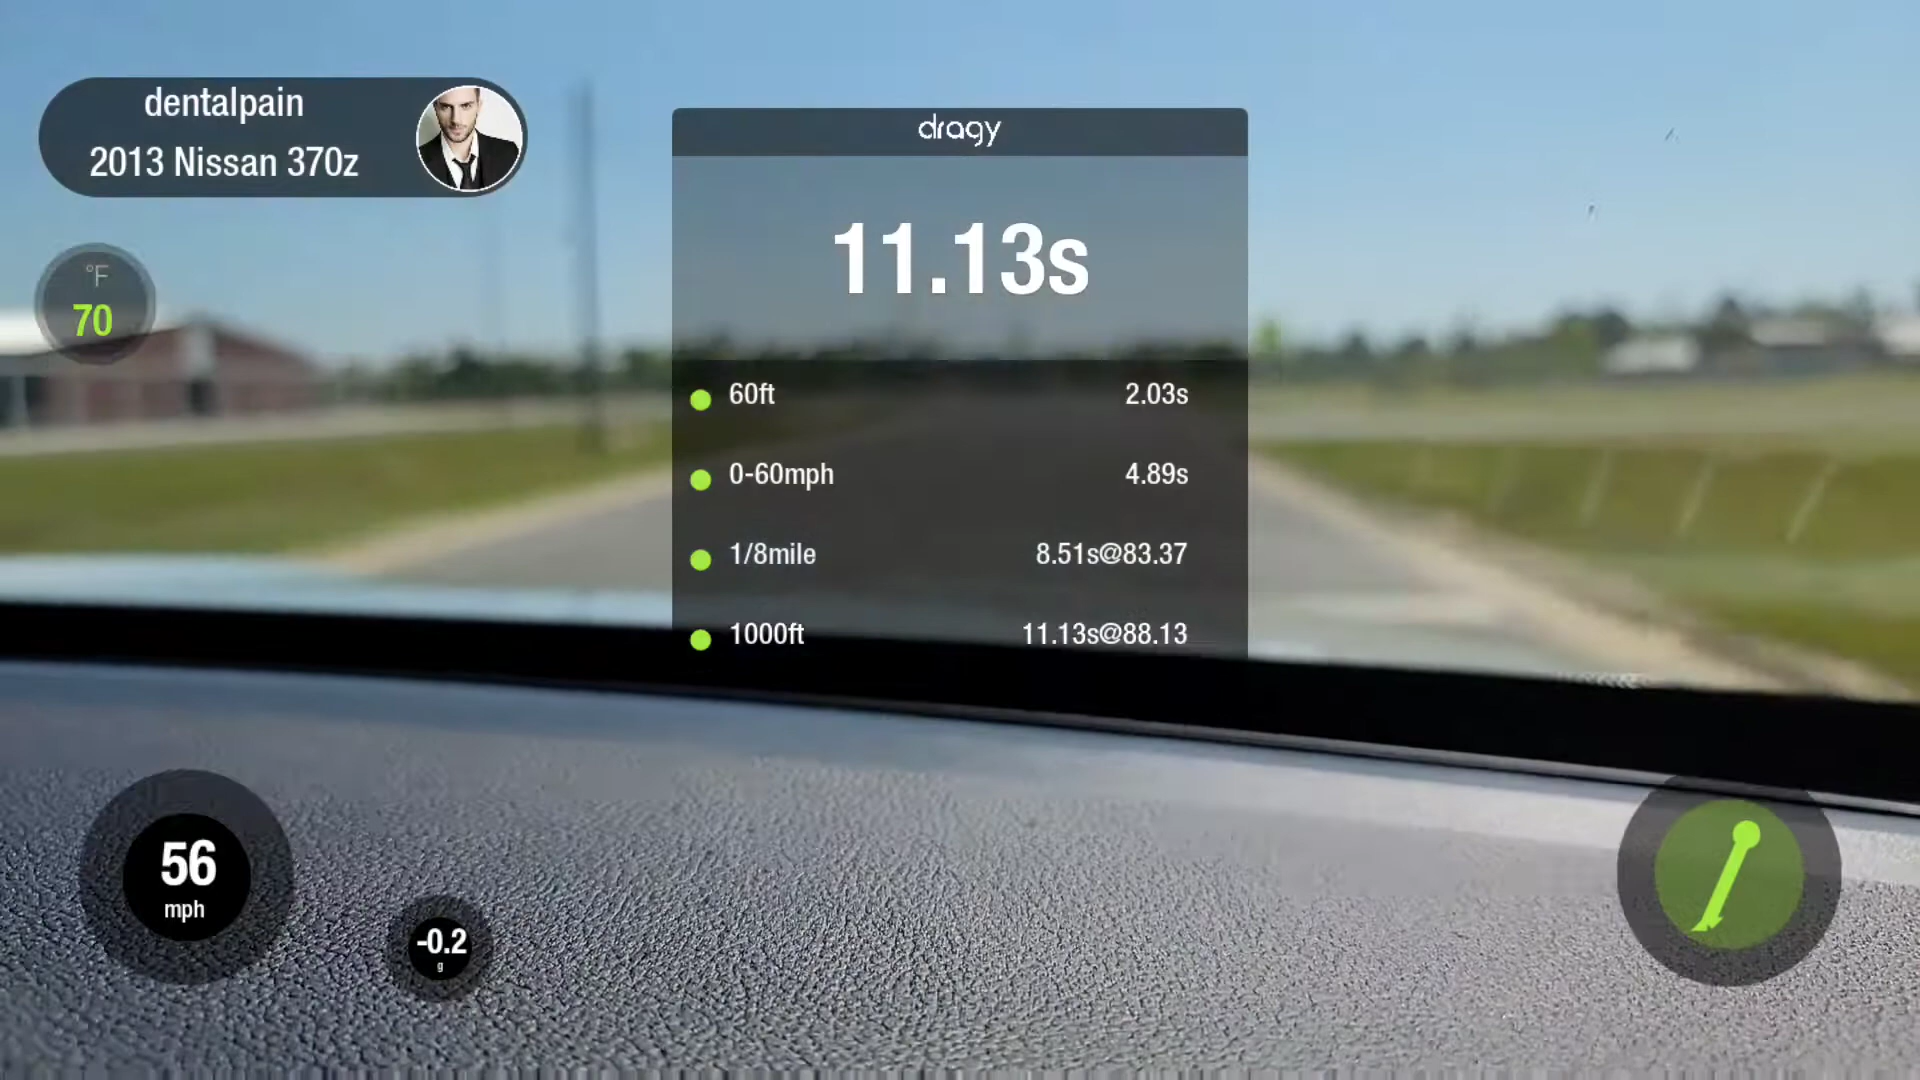 dentalpain
2013 Nissan 370z
dragy
°F
70
11.13s
60ft 2.03s
0-60mph 4.89s
1/8mile 8.51s@83.37
1000ft 11.13s@88.13
56
mph
-0.2
g